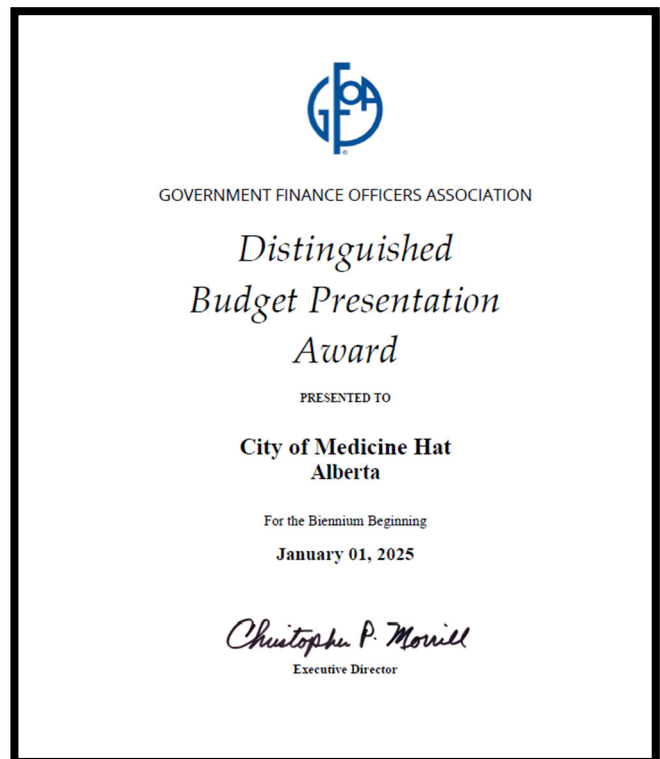 GFOA
GOVERNMENT FINANCE OFFICERS ASSOCIATION
Distinguished
Budget Presentation
Award
PRESENTED TO
City of Medicine Hat
Alberta
For the Biennium Beginning
January 01, 2025
Christopher P. Morrill
Executive Director